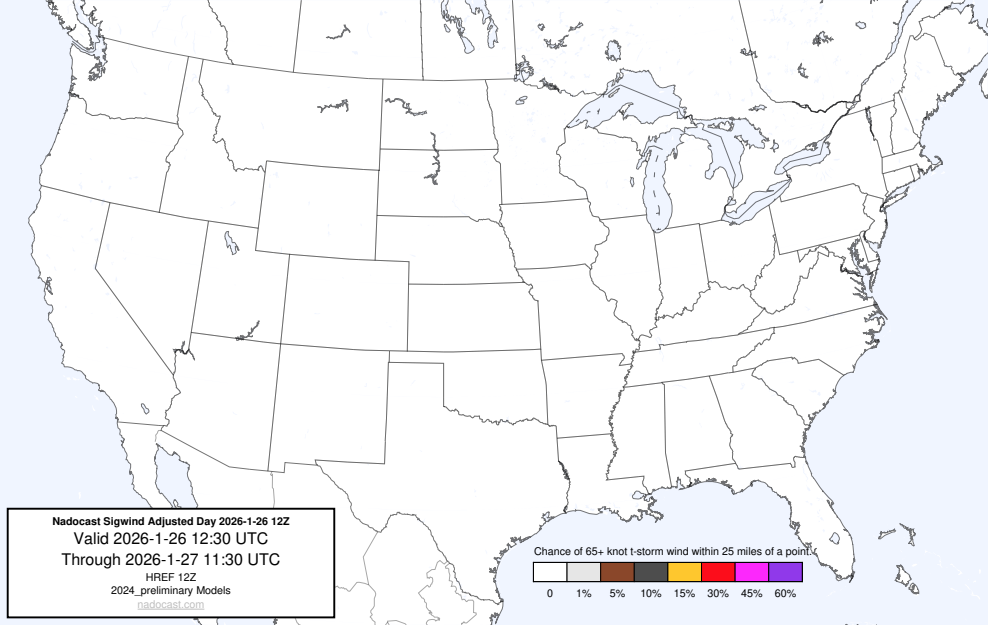 Nadocast Sigwind Adjusted Day 2026-1-26 12Z
Valid 2026-1-26 12:30 UTC
Through 2026-1-27 11:30 UTC
HREF 12Z
2024_preliminary Models
nadocast.com
Chance of 65+ knot t-storm wind within 25 miles of a point.
0 1% 5% 10% 15% 30% 45% 60%